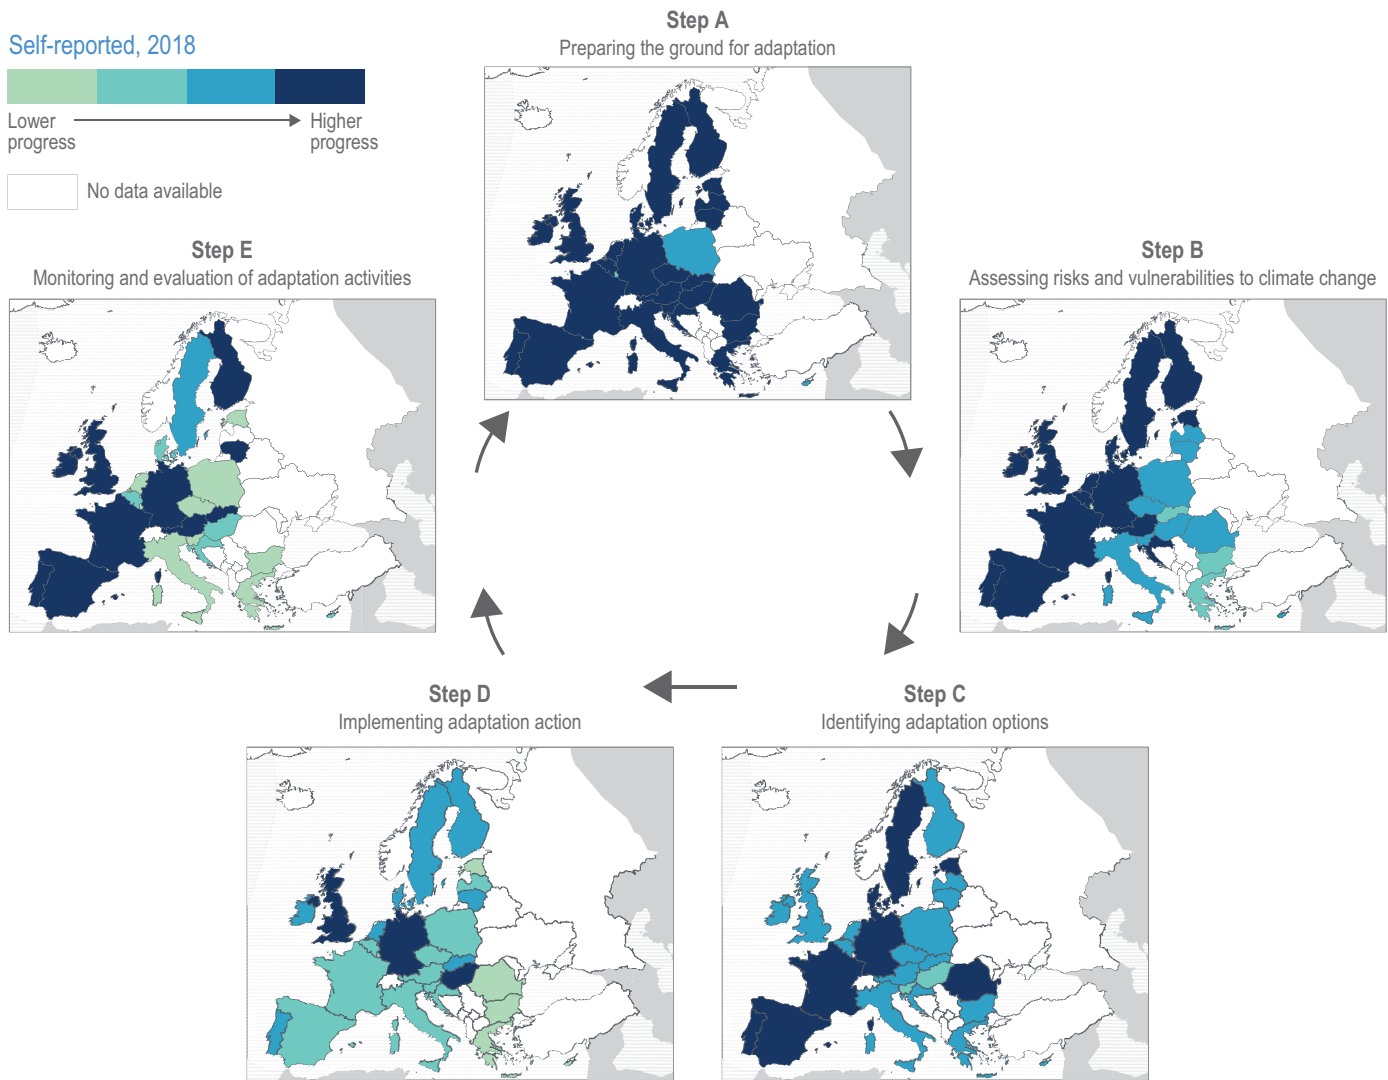 Self-reported, 2018
Lower
progress
Higher
progress
No data available
Step A
Preparing the ground for adaptation
Step B
Assessing risks and vulnerabilities to climate change
Step C
Identifying adaptation options
Step D
Implementing adaptation action
Step E
Monitoring and evaluation of adaptation activities